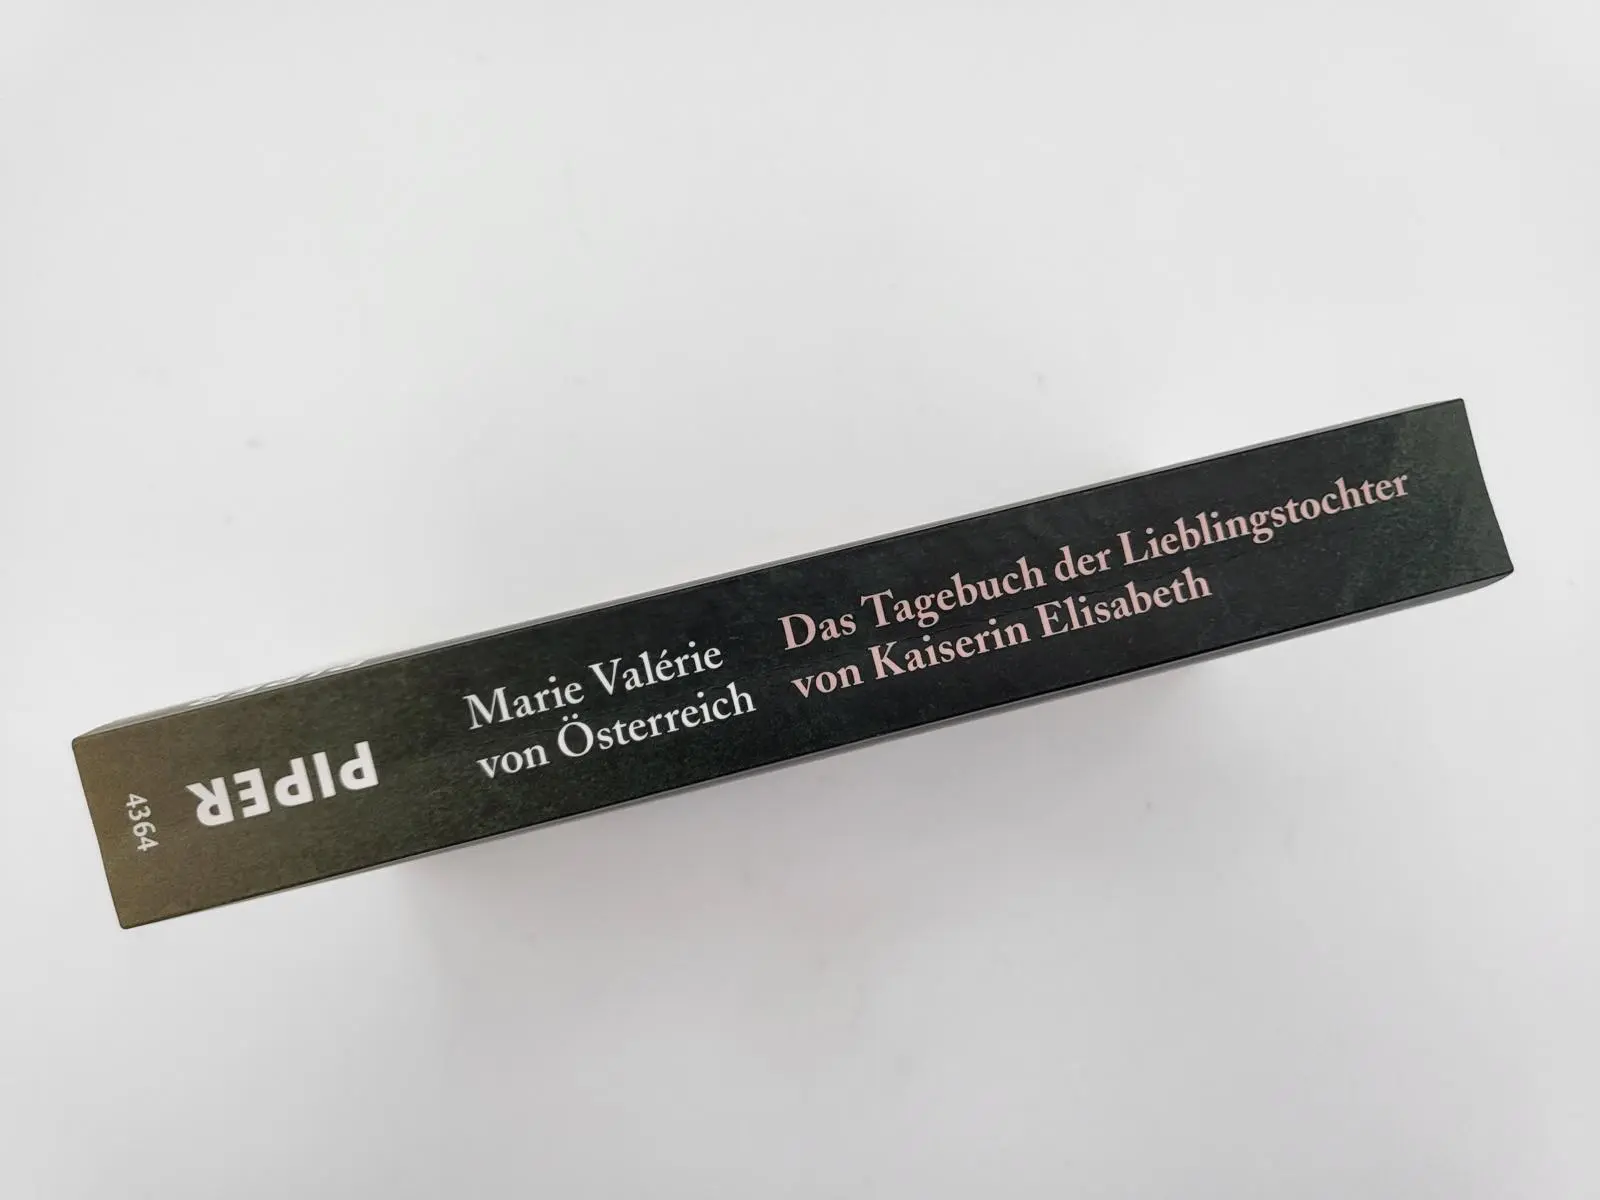 Marie Valérie
von Österreich
Das Tagebuch der Lieblingstochter
von Kaiserin Elisabeth
PIPER
4364